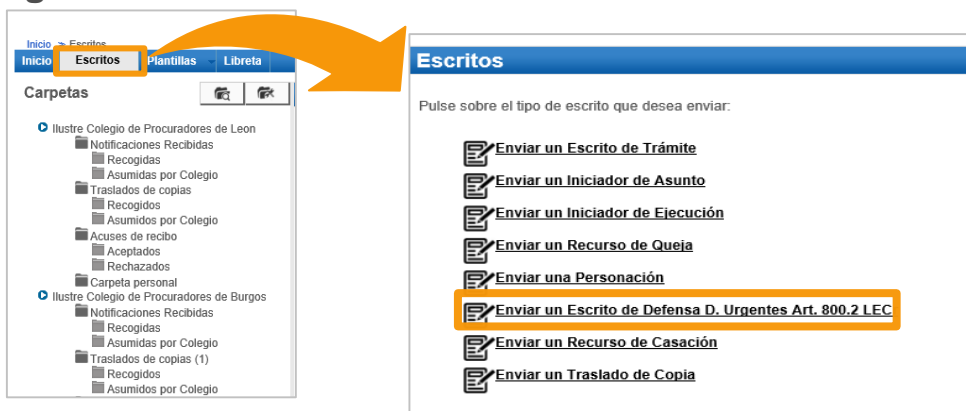 Inicio > Escritos
Inicio Escritos Plantillas Libreta
Carpetas
Ilustre Colegio de Procuradores de Leon
Notificaciones Recibidas
Recogidas
Asumidas por Colegio
Traslados de copias
Recogidos
Asumidos por Colegio
Acuses de recibo
Aceptados
Rechazados
Carpeta personal
Ilustre Colegio de Procuradores de Burgos
Notificaciones Recibidas
Recogidas
Asumidas por Colegio
Traslados de copias (1)
Recogidos
Asumidos por Colegio
Escritos
Pulse sobre el tipo de escrito que desea enviar:
Enviar un Escrito de Trámite
Enviar un Iniciador de Asunto
Enviar un Iniciador de Ejecución
Enviar un Recurso de Queja
Enviar una Personación
Enviar un Escrito de Defensa D. Urgentes Art. 800.2 LEC
Enviar un Recurso de Casación
Enviar un Traslado de Copia